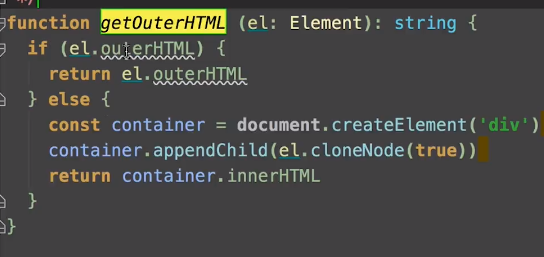 */
function getOuterHTML (el: Element): string {
if (el.outerHTML) {
return el.outerHTML
} else {
const container = document.createElement('div')
container.appendChild(el.cloneNode(true))
return container.innerHTML
}
}